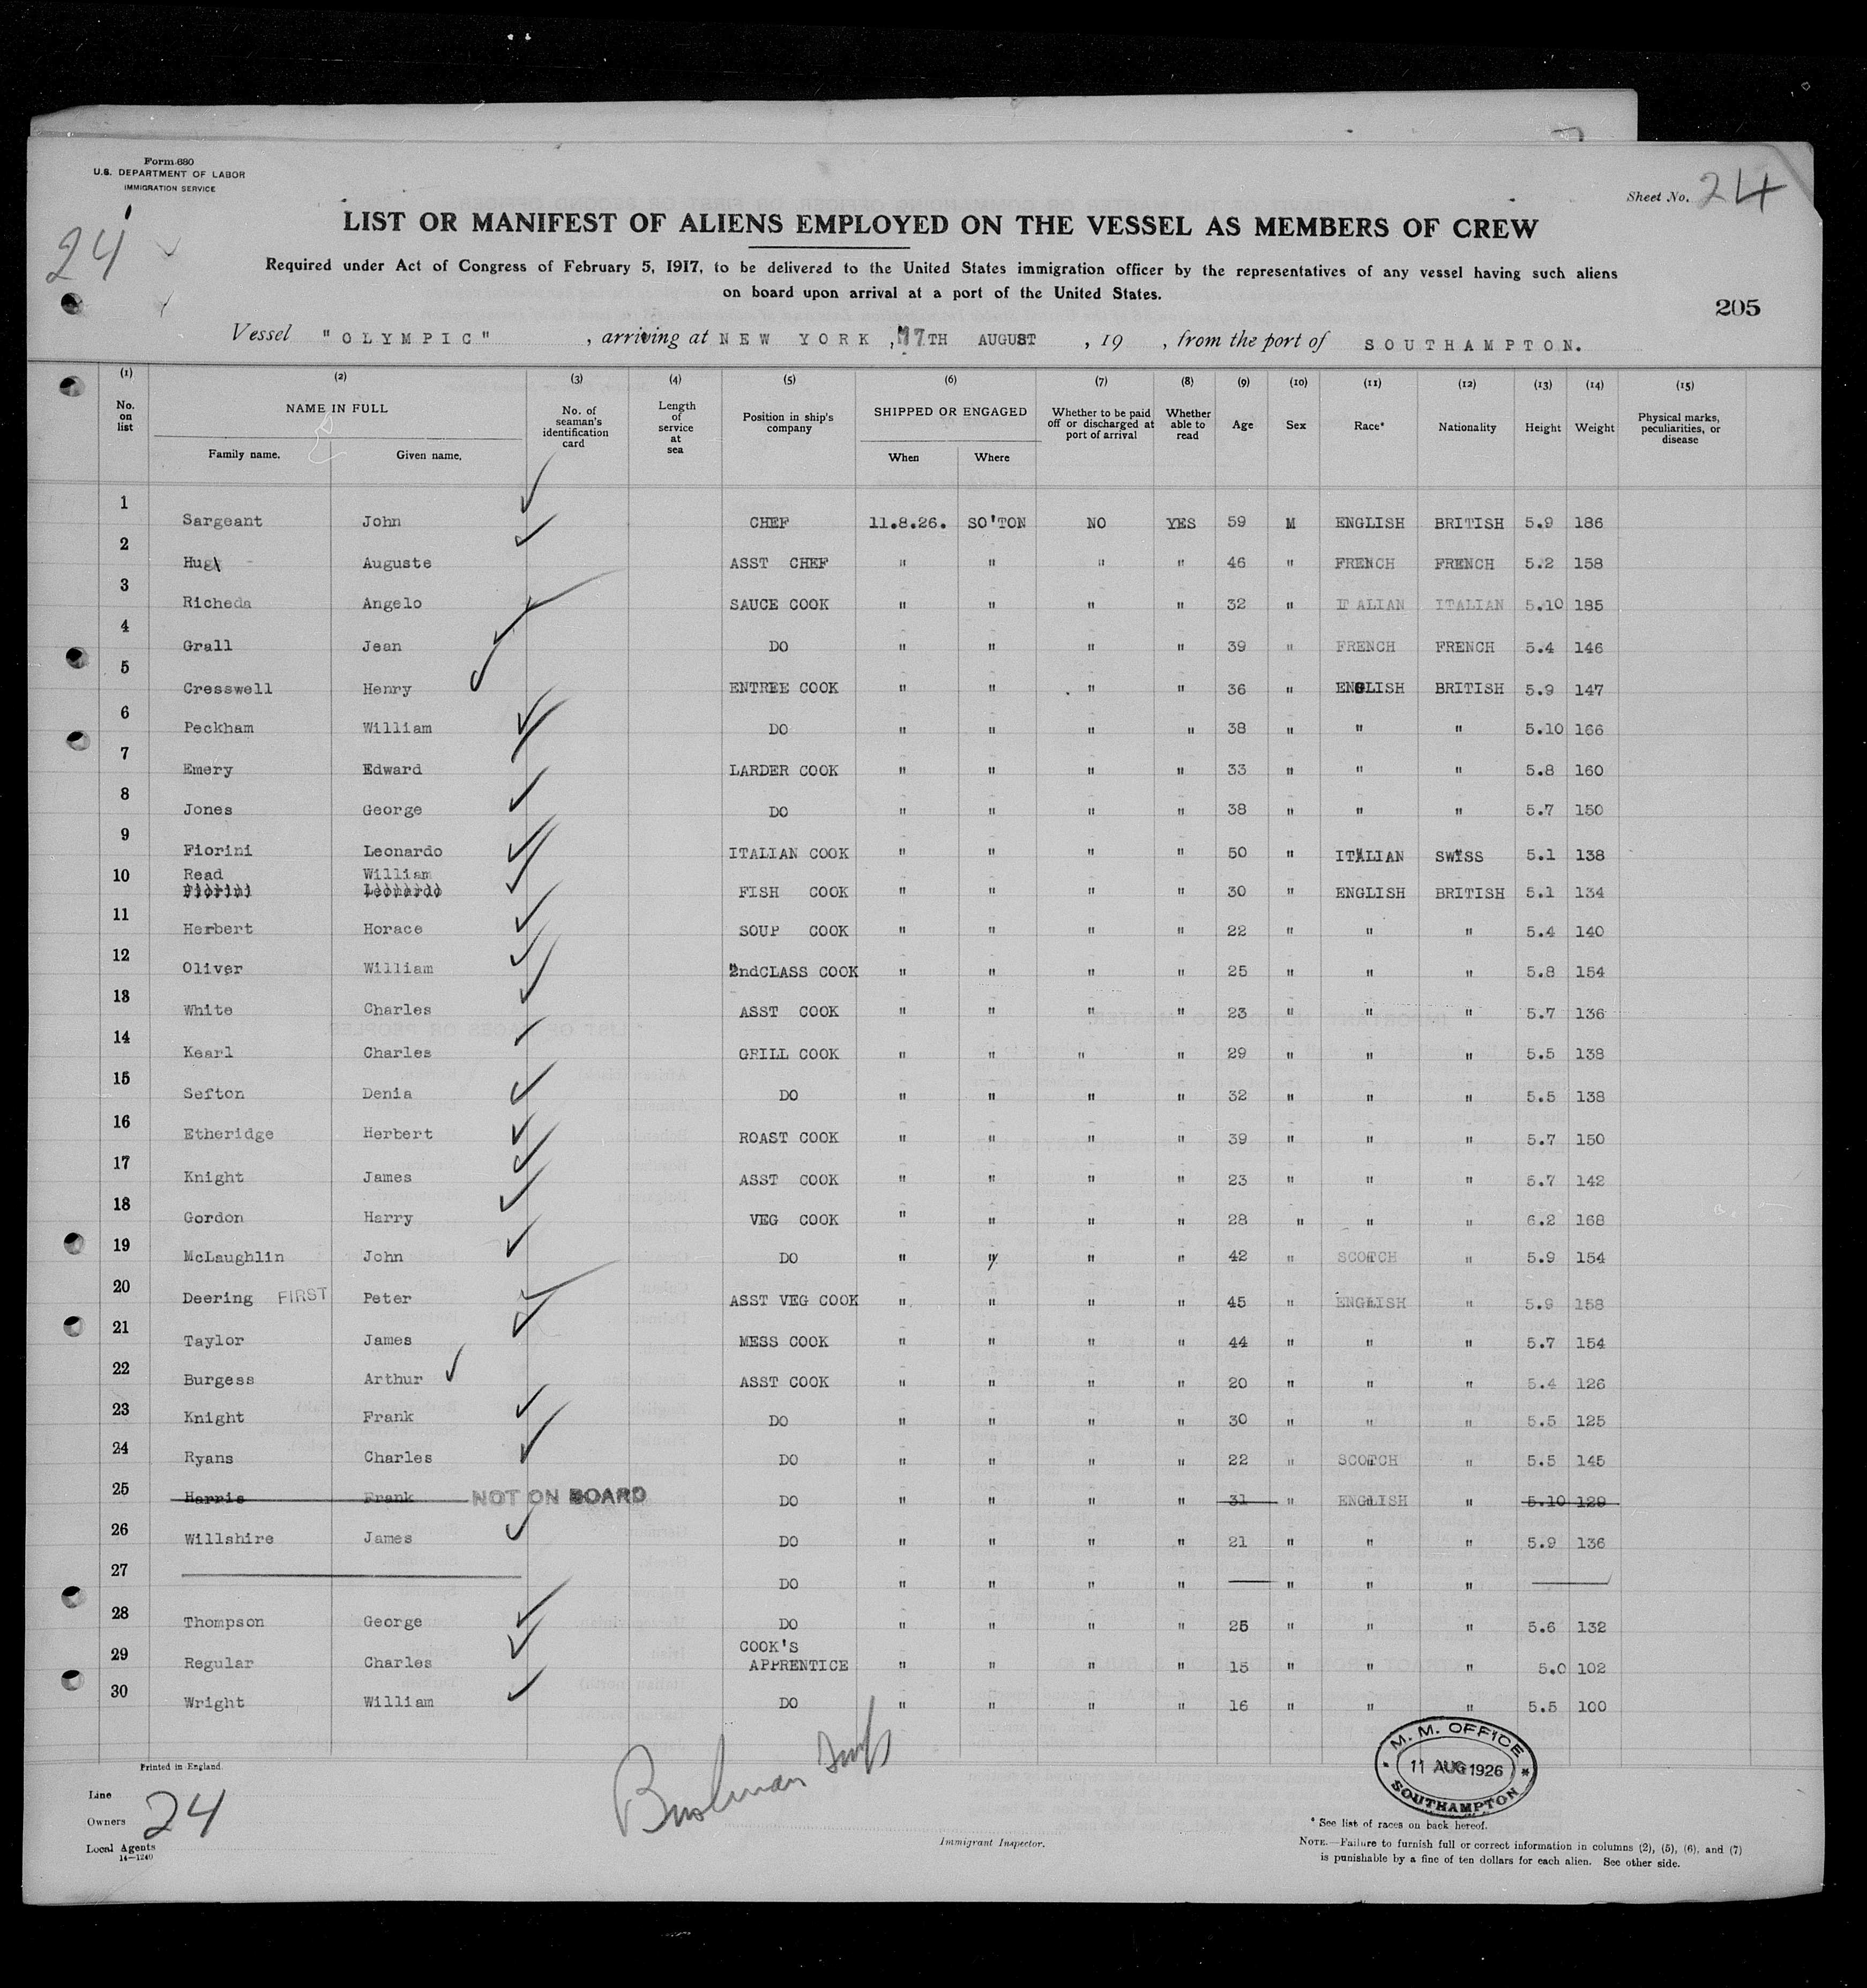 Form 680
U.S. DEPARTMENT OF LABOR
IMMIGRATION SERVICE
Sheet No. 24
24
LIST OR MANIFEST OF ALIENS EMPLOYED ON THE VESSEL AS MEMBERS OF CREW
Required under Act of Congress of February 5, 1917, to be delivered to the United States immigration officer by the representatives of any vessel having such aliens
on board upon arrival at a port of the United States.
205
Vessel "OLYMPIC" , arriving at NEW YORK , 17TH AUGUST , 19 , from the port of SOUTHAMPTON.
(1) (2) (3) (4) (5) (6) (7) (8) (9) (10) (11) (12) (13) (14) (15)
No. on list NAME IN FULL No. of seaman's identification card Length of service at sea Position in ship's company SHIPPED OR ENGAGED Whether to be paid off or discharged at port of arrival Whether able to read Age Sex Race* Nationality Height Weight Physical marks, peculiarities, or disease
Family name. Given name. When Where
1 Sargeant John CHEF 11.8.26. SO'TON NO YES 59 M ENGLISH BRITISH 5.9 186
2 Auguste ASST CHEF " " " " 46 " FRENCH FRENCH 5.2 158
3 Richeda Angelo SAUCE COOK " " " " 32 " ITALIAN ITALIAN 5.10 185
4 Grall Jean DO " " " " 39 " FRENCH FRENCH 5.4 146
5 Cresswell Henry ENTREE COOK " " " " 36 " ENGLISH BRITISH 5.9 147
6 Peckham William DO " " " " 38 " " " 5.10 166
7 Emery Edward LARDER COOK " " " " 33 " " " 5.8 160
8 Jones George DO " " " " 38 " " " 5.7 150
9 Fiorini Leonardo ITALIAN COOK " " " " 50 " ITALIAN SWISS 5.1 138
Read William
10 Fiorini Leonardo FISH COOK " " " " 30 " ENGLISH BRITISH 5.1 134
11 Herbert Horace SOUP COOK " " " " 22 " " " 5.4 140
12 Oliver William 2ndCLASS COOK " " " " 25 " " " 5.8 154
13 White Charles ASST COOK " " " " 23 " " " 5.7 136
14 Kearl Charles GRILL COOK " " " " 29 " " " 5.5 138
15 Sefton Denia DO " " " " 32 " " " 5.5 138
16 Etheridge Herbert ROAST COOK " " " " 39 " " " 5.7 150
17 Knight James ASST COOK " " " " 23 " " " 5.7 142
18 Gordon Harry VEG COOK " " " " 28 " " " 6.2 168
19 McLaughlin John DO " " " " 42 " SCOTCH " 5.9 154
20 Deering FIRST Peter ASST VEG COOK " " " " 45 " ENGLISH " 5.9 158
21 Taylor James MESS COOK " " " " 44 " " " 5.7 154
22 Burgess Arthur ASST COOK " " " " 20 " " " 5.4 126
23 Knight Frank DO " " " " 30 " " " 5.5 125
24 Ryans Charles DO " " " " 22 " SCOTCH " 5.5 145
25 Harris Frank NOT ON BOARD DO " " " " 31 " ENGLISH " 5.10 129
26 Willshire James DO " " " " 21 " " " 5.9 136
27 DO " " " " " " "
28 Thompson George DO " " " " 25 " " " 5.6 132
29 Regular Charles COOK'S APPRENTICE " " " " 15 " " " 5.0 102
30 Wright William DO " " " " 16 " " " 5.5 100
M. M. OFFICE
11 AUG 1926
SOUTHAMPTON
Printed in England.
Line
Owners
24
Local Agents
14—1240
Immigrant Inspector.
* See list of races on back hereof.
NOTE.—Failure to furnish full or correct information in columns (2), (5), (6), and (7)
is punishable by a fine of ten dollars for each alien. See other side.